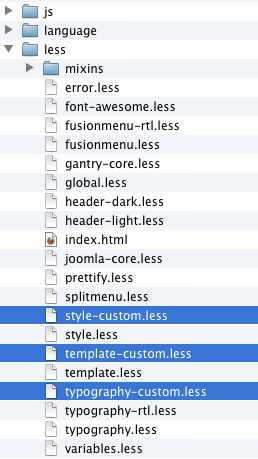 js
language
less
mixins
error.less
font-awesome.less
fusionmenu-rtl.less
fusionmenu.less
gantry-core.less
global.less
header-dark.less
header-light.less
index.html
joomla-core.less
prettify.less
splitmenu.less
style-custom.less
style.less
template-custom.less
template.less
typography-custom.less
typography-rtl.less
typography.less
variables.less